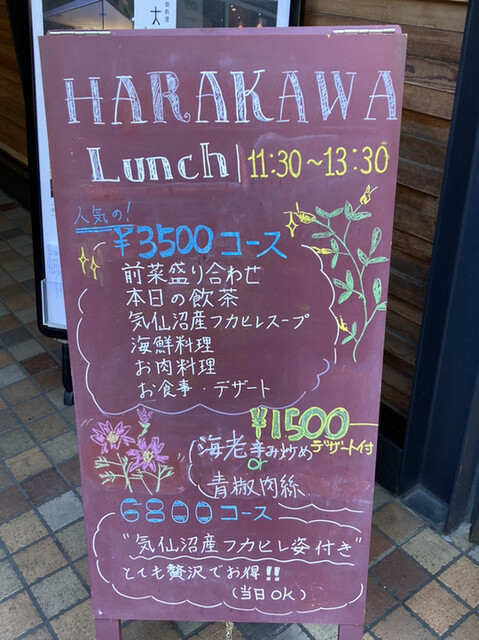 HARAKAWA
Lunch 11:30~13:30
人気の!
¥3500コース
前菜盛り合わせ
本日の飲茶
気仙沼産フカヒレスープ
海鮮料理
お肉料理
お食事・デザート
¥1500
デザート付
海老辛み炒め
or
青椒肉絲
6800コース
"気仙沼産フカヒレ姿付き"
とても贅沢でお得!!
(当日OK)